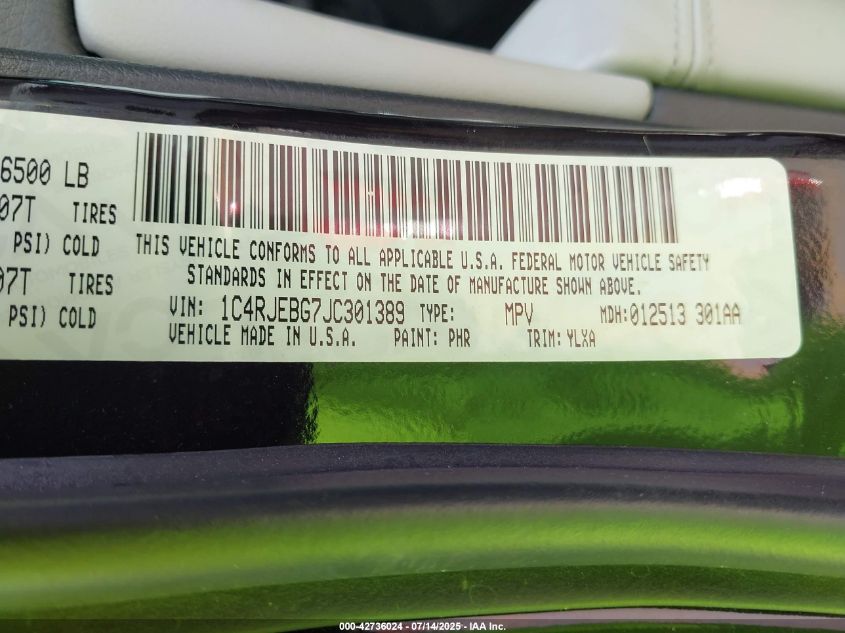 6500 LB
07T TIRES
PSI) COLD
07T TIRES
PSI) COLD
THIS VEHICLE CONFORMS TO ALL APPLICABLE U.S.A. FEDERAL MOTOR VEHICLE SAFETY
STANDARDS IN EFFECT ON THE DATE OF MANUFACTURE SHOWN ABOVE.
VIN: 1C4RJEBG7JC301389 TYPE: MPV MDH:012513 301AA
VEHICLE MADE IN U.S.A. PAINT: PHR TRIM: YLXA
000-42736024 | 07/14/2025 - IAA Inc.